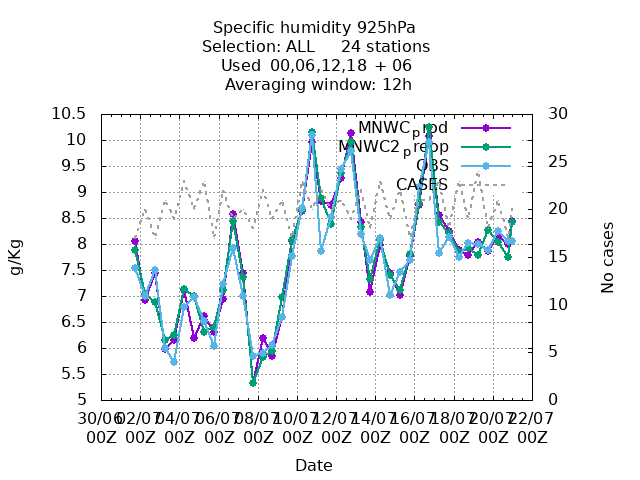 Specific humidity 925hPa
Selection: ALL 24 stations
Used 00,06,12,18 + 06
Averaging window: 12h
g/Kg
10.5
10
9.5
9
8.5
8
7.5
7
6.5
6
5.5
5
MNWCprod
MNWC2preop
OBS
CASES
30
25
20
15
10
5
0
No cases
30/06 02/07 04/07 06/07 08/07 10/07 12/07 14/07 16/07 18/07 20/07 22/07
00Z 00Z 00Z 00Z 00Z 00Z 00Z 00Z 00Z 00Z 00Z 00Z
Date